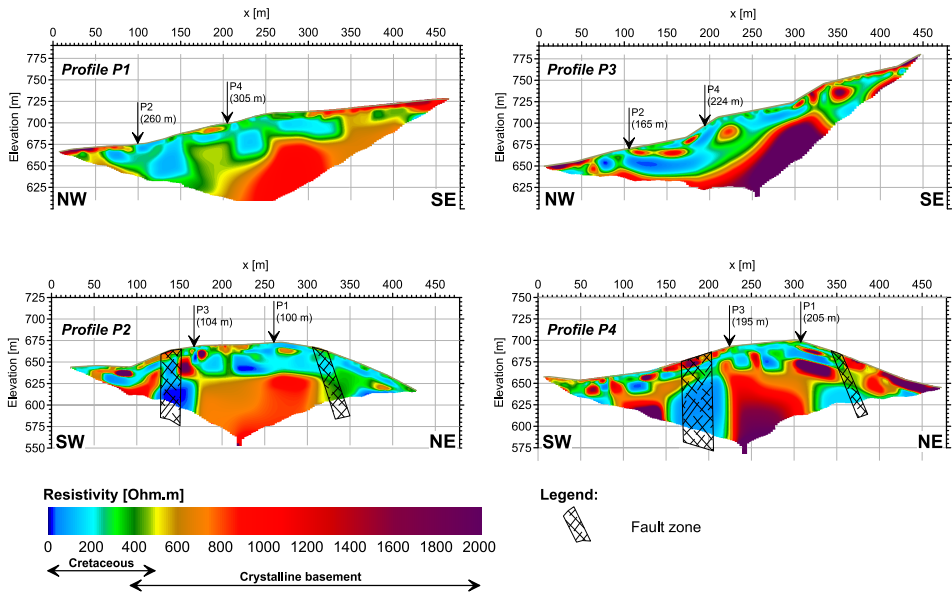 x [m]
0 50 100 150 200 250 300 350 400 450
Elevation [m]
775
750
725
700
675
650
625
Profile P1
P2
(260 m)
P4
(305 m)
NW
SE
x [m]
0 50 100 150 200 250 300 350 400 450
Elevation [m]
775
750
725
700
675
650
625
Profile P3
P2
(165 m)
P4
(224 m)
NW
SE
x [m]
0 50 100 150 200 250 300 350 400 450
Elevation [m]
725
700
675
650
625
600
575
550
Profile P2
P3
(104 m)
P1
(100 m)
SW
NE
x [m]
0 50 100 150 200 250 300 350 400 450
Elevation [m]
750
725
700
675
650
625
600
575
Profile P4
P3
(195 m)
P1
(205 m)
SW
NE
Resistivity [Ohm.m]
0 200 400 600 800 1000 1200 1400 1600 1800 2000
Cretaceous
Crystalline basement
Legend:
Fault zone